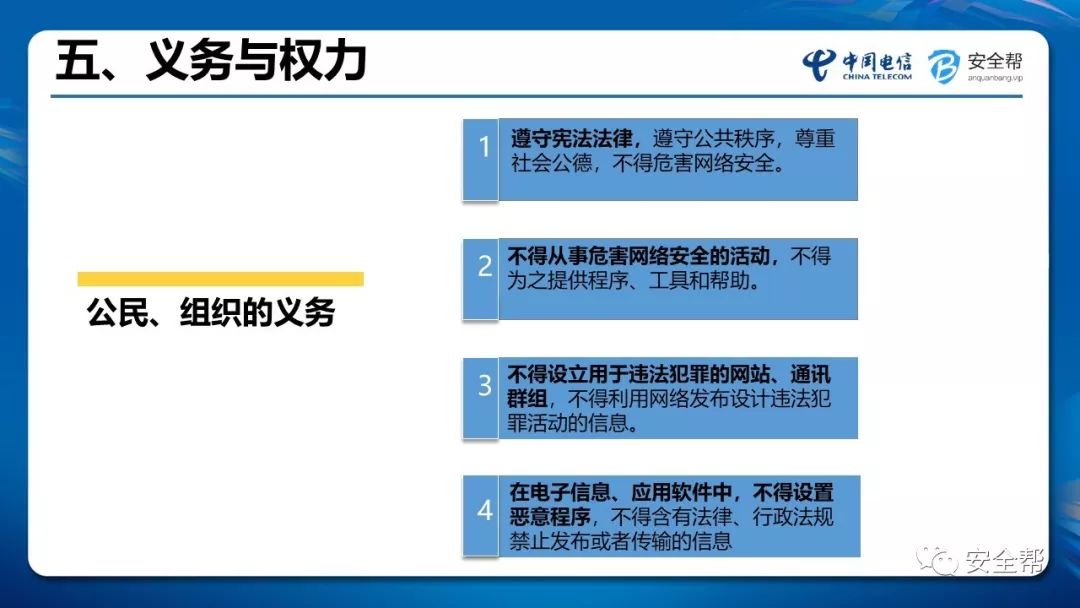 五、义务与权力
中国电信
CHINA TELECOM
安全帮
anquanbang.vip
公民、组织的义务
1
遵守宪法法律，遵守公共秩序，尊重
社会公德，不得危害网络安全。
2
不得从事危害网络安全的活动，不得
为之提供程序、工具和帮助。
3
不得设立用于违法犯罪的网站、通讯
群组，不得利用网络发布设计违法犯
罪活动的信息。
4
在电子信息、应用软件中，不得设置
恶意程序，不得含有法律、行政法规
禁止发布或者传输的信息
安全帮